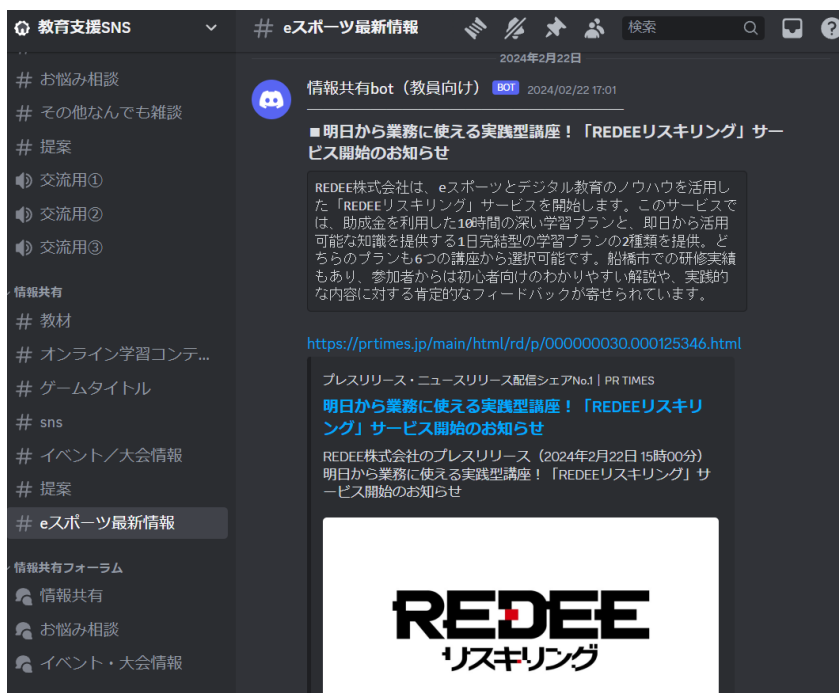 教育支援SNS
# お悩み相談
# その他なんでも雑談
# 提案
交流用①
交流用②
交流用③
情報共有
# 教材
# オンライン学習コンテ...
# ゲームタイトル
# sns
# イベント／大会情報
# 提案
# eスポーツ最新情報
情報共有フォーラム
情報共有
お悩み相談
イベント・大会情報
# eスポーツ最新情報
検索
2024年2月22日
情報共有bot（教員向け） BOT 2024/02/22 17:01
■明日から業務に使える実践型講座！「REDEEリスキリング」サー
ビス開始のお知らせ
REDEE株式会社は、eスポーツとデジタル教育のノウハウを活用し
た「REDEEリスキリング」サービスを開始します。このサービスで
は、助成金を利用した10時間の深い学習プランと、即日から活用
可能な知識を提供する1日完結型の学習プランの2種類を提供。ど
ちらのプランも6つの講座から選択可能です。船橋市での研修実績
もあり、参加者からは初心者向けのわかりやすい解説や、実践的
な内容に対する肯定的なフィードバックが寄せられています。
https://prtimes.jp/main/html/rd/p/000000030.000125346.html
プレスリリース・ニュースリリース配信シェアNo.1｜PR TIMES
明日から業務に使える実践型講座！「REDEEリスキリ
ング」サービス開始のお知らせ
REDEE株式会社のプレスリリース（2024年2月22日 15時00分）
明日から業務に使える実践型講座！「REDEEリスキリング」サ
ービス開始のお知らせ
REDEE
リスキリング